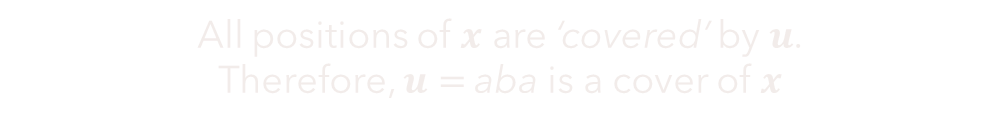 All positions of x are ‘covered’ by u.
Therefore, u = aba is a cover of x